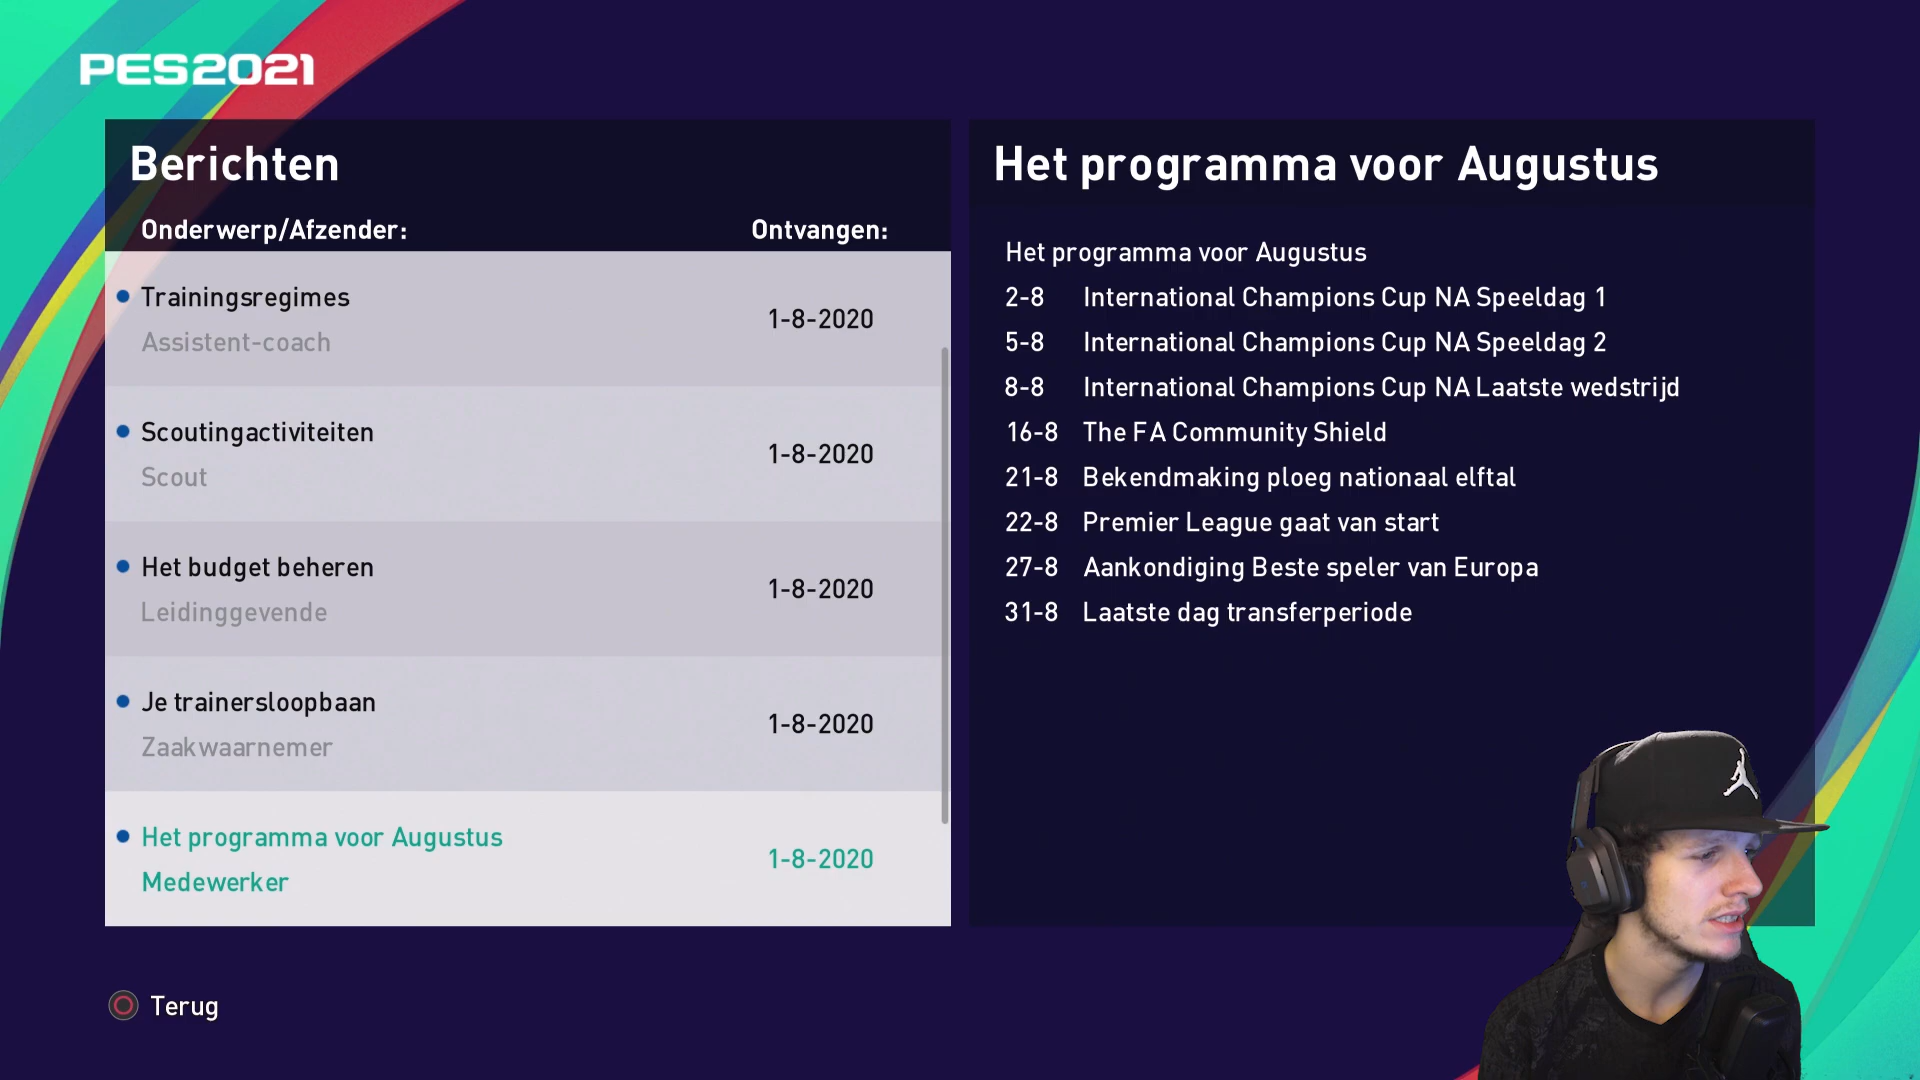 PES2021
Berichten
Onderwerp/Afzender: Ontvangen:
Trainingsregimes
Assistent-coach
1-8-2020
Scoutingactiviteiten
Scout
1-8-2020
Het budget beheren
Leidinggevende
1-8-2020
Je trainersloopbaan
Zaakwaarnemer
1-8-2020
Het programma voor Augustus
Medewerker
1-8-2020
Het programma voor Augustus
Het programma voor Augustus
2-8 International Champions Cup NA Speeldag 1
5-8 International Champions Cup NA Speeldag 2
8-8 International Champions Cup NA Laatste wedstrijd
16-8 The FA Community Shield
21-8 Bekendmaking ploeg nationaal elftal
22-8 Premier League gaat van start
27-8 Aankondiging Beste speler van Europa
31-8 Laatste dag transferperiode
Terug